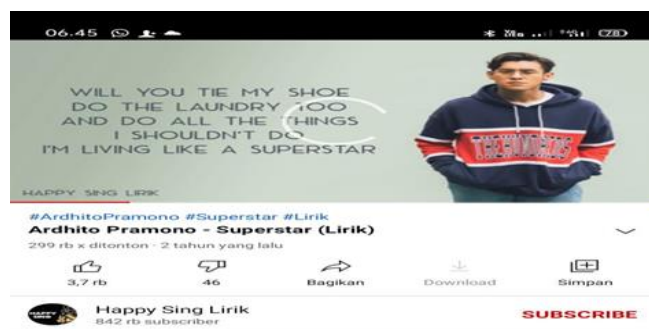 06.45
WILL YOU TIE MY SHOE
DO THE LAUNDRY TOO
AND DO ALL THE THINGS
I SHOULDN'T DO
I'M LIVING LIKE A SUPERSTAR
THE HUNDREDS
HAPPY SING LIRIK
#ArdhitoPramono #Superstar #Lirik
Ardhito Pramono - Superstar (Lirik)
299 rb x ditonton · 2 tahun yang lalu
3,7 rb 46 Bagikan Download Simpan
Happy Sing Lirik SUBSCRIBE
842 rb subscriber